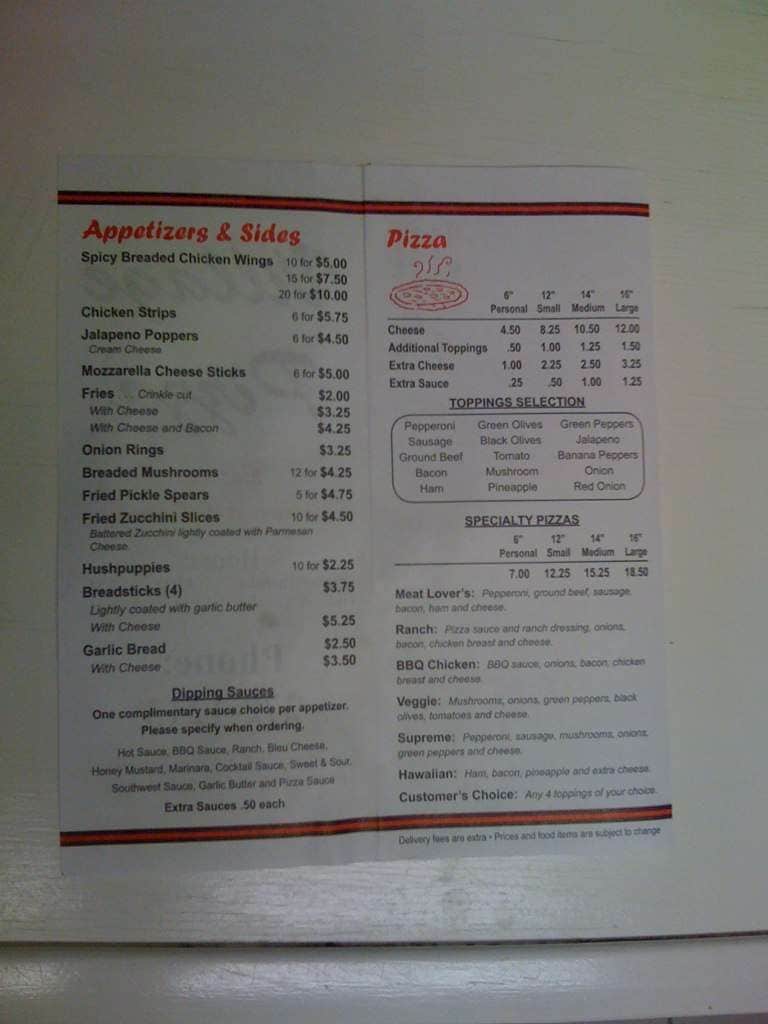 Appetizers & Sides
Spicy Breaded Chicken Wings 10 for $5.00
15 for $7.50
20 for $10.00
Chicken Strips 6 for $5.75
Jalapeno Poppers 6 for $4.50
Cream Cheese
Mozzarella Cheese Sticks 6 for $5.00
Fries ... Crinkle cut $2.00
With Cheese $3.25
With Cheese and Bacon $4.25
Onion Rings $3.25
Breaded Mushrooms 12 for $4.25
Fried Pickle Spears 5 for $4.75
Fried Zucchini Slices 10 for $4.50
Battered Zucchini lightly coated with Parmesan
Cheese.
Hushpuppies 10 for $2.25
Breadsticks (4) $3.75
Lightly coated with garlic butter
With Cheese $5.25
Garlic Bread $2.50
With Cheese $3.50
Dipping Sauces
One complimentary sauce choice per appetizer.
Please specify when ordering.
Hot Sauce, BBQ Sauce, Ranch, Bleu Cheese,
Honey Mustard, Marinara, Cocktail Sauce, Sweet & Sour,
Southwest Sauce, Garlic Butter and Pizza Sauce
Extra Sauces .50 each
Pizza
6" 12" 14" 16"
Personal Small Medium Large
Cheese 4.50 8.25 10.50 12.00
Additional Toppings .50 1.00 1.25 1.50
Extra Cheese 1.00 2.25 2.50 3.25
Extra Sauce .25 .50 1.00 1.25
TOPPINGS SELECTION
Pepperoni Green Olives Green Peppers
Sausage Black Olives Jalapeno
Ground Beef Tomato Banana Peppers
Bacon Mushroom Onion
Ham Pineapple Red Onion
SPECIALTY PIZZAS
6" 12" 14" 16"
Personal Small Medium Large
7.00 12.25 15.25 18.50
Meat Lover's: Pepperoni, ground beef, sausage,
bacon, ham and cheese.
Ranch: Pizza sauce and ranch dressing, onions,
bacon, chicken breast and cheese.
BBQ Chicken: BBQ sauce, onions, bacon, chicken
breast and cheese.
Veggie: Mushrooms, onions, green peppers, black
olives, tomatoes and cheese.
Supreme: Pepperoni, sausage, mushrooms, onions,
green peppers and cheese.
Hawaiian: Ham, bacon, pineapple and extra cheese.
Customer's Choice: Any 4 toppings of your choice.
Delivery fees are extra • Prices and food items are subject to change